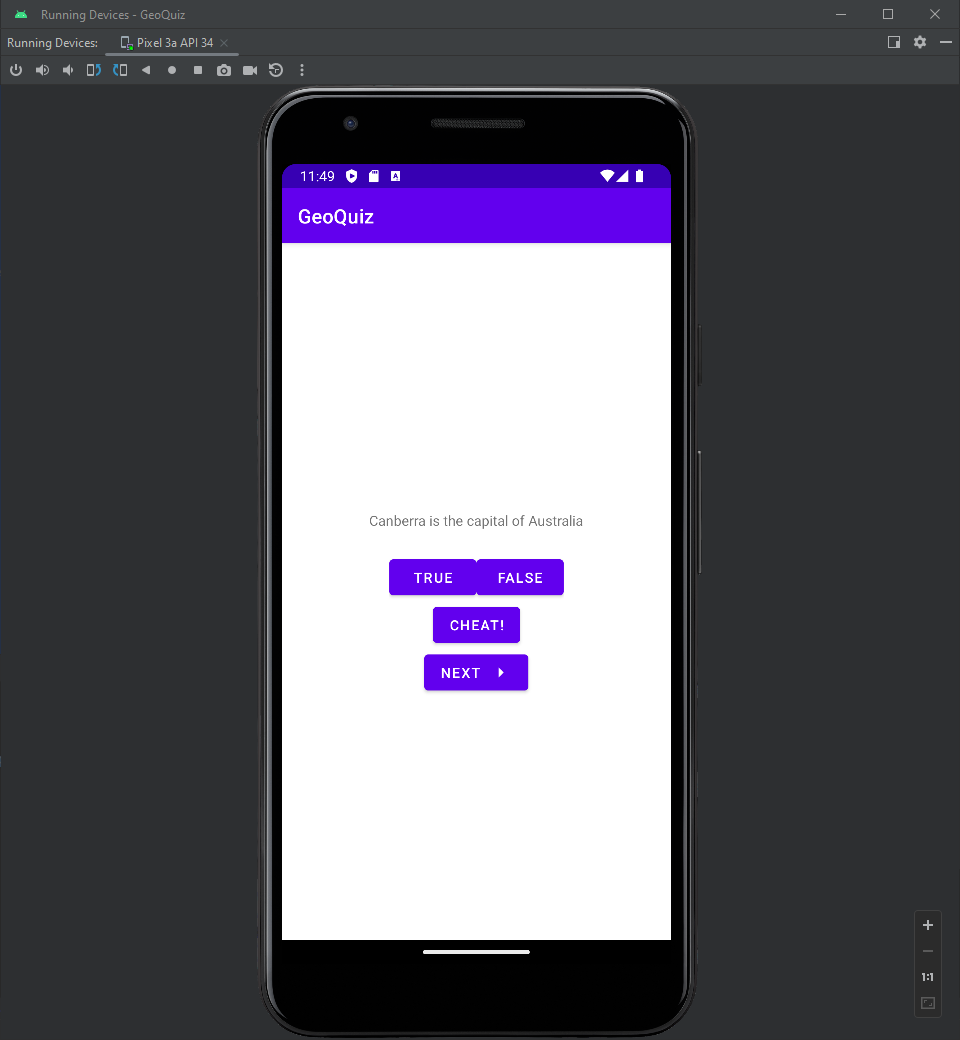 Running Devices - GeoQuiz
Running Devices: Pixel 3a API 34
11:49
GeoQuiz
Canberra is the capital of Australia
TRUE FALSE
CHEAT!
NEXT
1:1